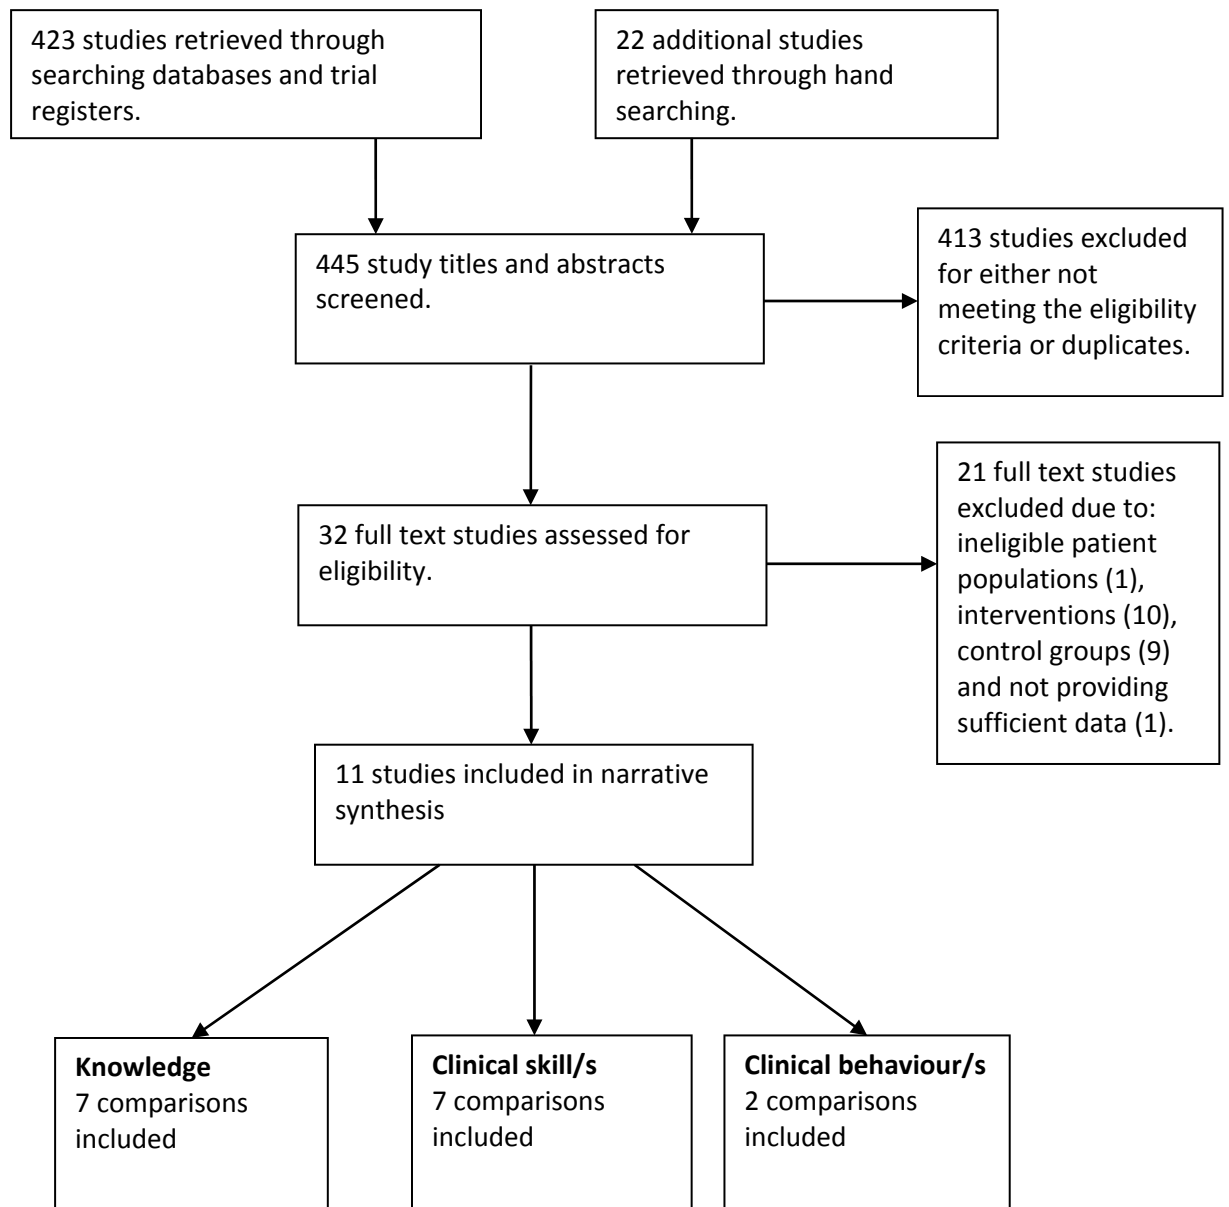 423 studies retrieved through
searching databases and trial
registers.
22 additional studies
retrieved through hand
searching.
445 study titles and abstracts
screened.
413 studies excluded
for either not
meeting the eligibility
criteria or duplicates.
32 full text studies assessed for
eligibility.
21 full text studies
excluded due to:
ineligible patient
populations (1),
interventions (10),
control groups (9)
and not providing
sufficient data (1).
11 studies included in narrative
synthesis
Knowledge
7 comparisons
included
Clinical skill/s
7 comparisons
included
Clinical behaviour/s
2 comparisons
included